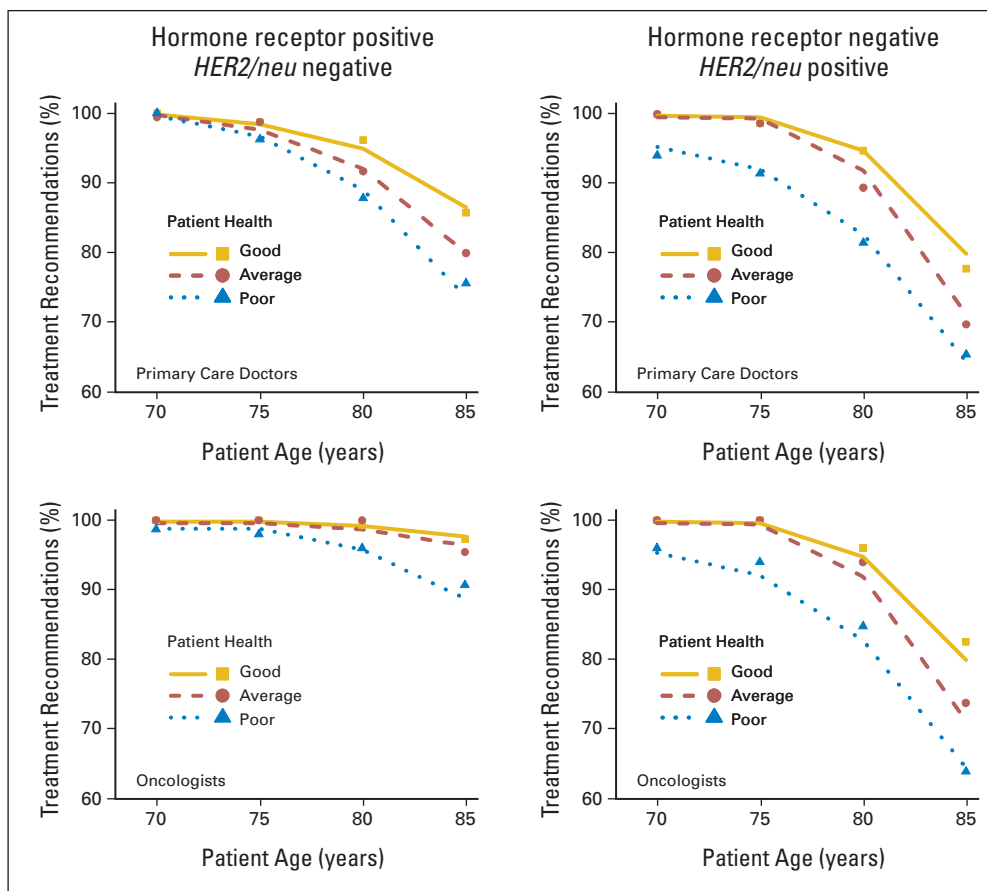 Hormone receptor positive
HER2/neu negative
Treatment Recommendations (%)
100
90
80
70
60
Patient Health
Good
Average
Poor
Primary Care Doctors
70 75 80 85
Patient Age (years)
Hormone receptor negative
HER2/neu positive
Treatment Recommendations (%)
100
90
80
70
60
Patient Health
Good
Average
Poor
Primary Care Doctors
70 75 80 85
Patient Age (years)
Treatment Recommendations (%)
100
90
80
70
60
Patient Health
Good
Average
Poor
Oncologists
70 75 80 85
Patient Age (years)
Treatment Recommendations (%)
100
90
80
70
60
Patient Health
Good
Average
Poor
Oncologists
70 75 80 85
Patient Age (years)